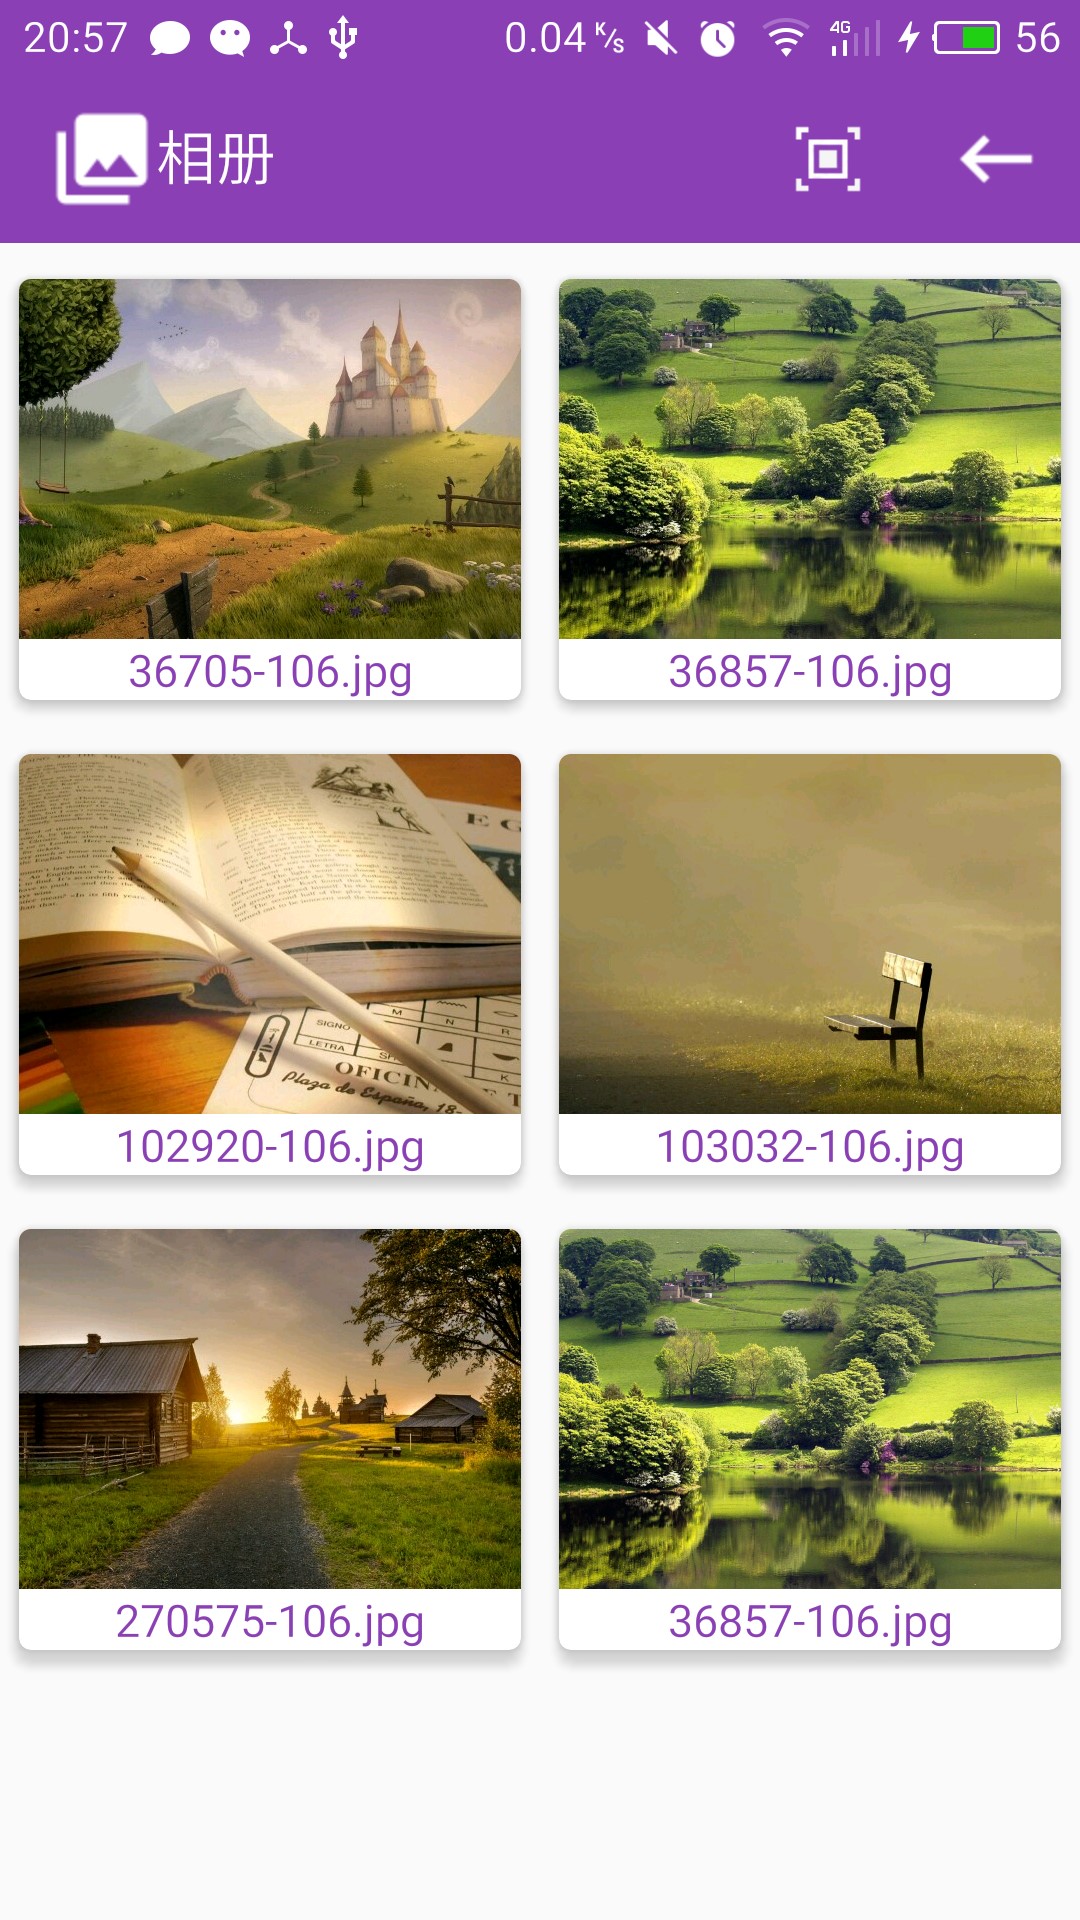 20:57 0.04 K/s 4G 56
相册
36705-106.jpg 36857-106.jpg
E G
SIGNO M N R
LETRA K
OFICIN E T
Plaza de España, 18-
102920-106.jpg 103032-106.jpg
270575-106.jpg 36857-106.jpg